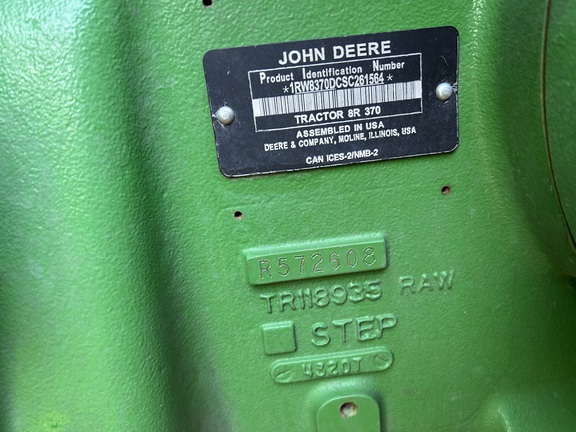 JOHN DEERE
Product Identification Number
*1RW8370DCSC261564*
TRACTOR 8R 370
ASSEMBLED IN USA
DEERE & COMPANY, MOLINE, ILLINOIS, USA
CAN ICES-2/NMB-2
R572608
TR118935 RAW
STEP
4320T